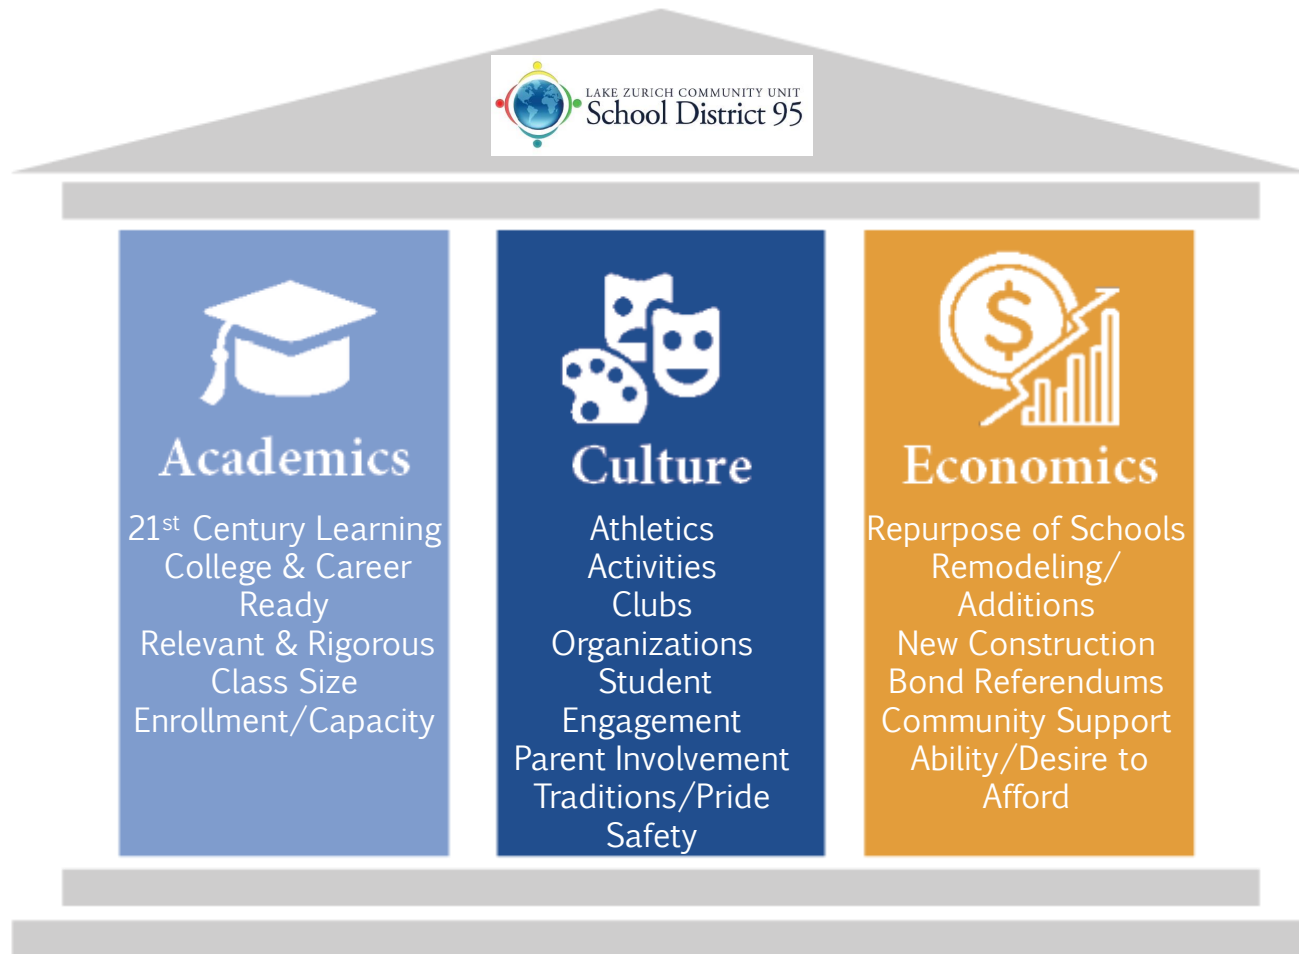 LAKE ZURICH COMMUNITY UNIT
School District 95
Academics
21st Century Learning
College & Career
Ready
Relevant & Rigorous
Class Size
Enrollment/Capacity
Culture
Athletics
Activities
Clubs
Organizations
Student
Engagement
Parent Involvement
Traditions/Pride
Safety
$
Economics
Repurpose of Schools
Remodeling/
Additions
New Construction
Bond Referendums
Community Support
Ability/Desire to
Afford